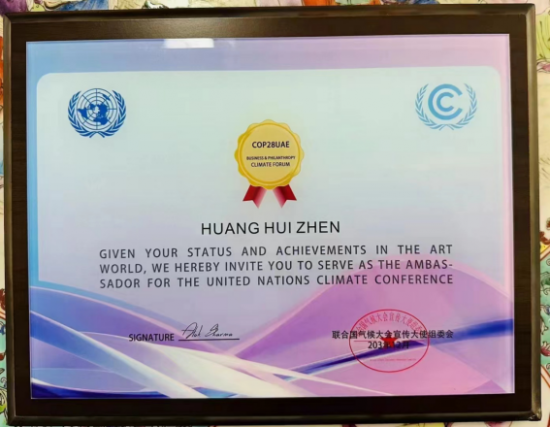 COP28UAE
BUSINESS & PHILANTHROPY
CLIMATE FORUM
HUANG HUI ZHEN
GIVEN YOUR STATUS AND ACHIEVEMENTS IN THE ART
WORLD, WE HEREBY INVITE YOU TO SERVE AS THE AMBAS-
SADOR FOR THE UNITED NATIONS CLIMATE CONFERENCE
SIGNATURE
联合国气候大会宣传大使组委会